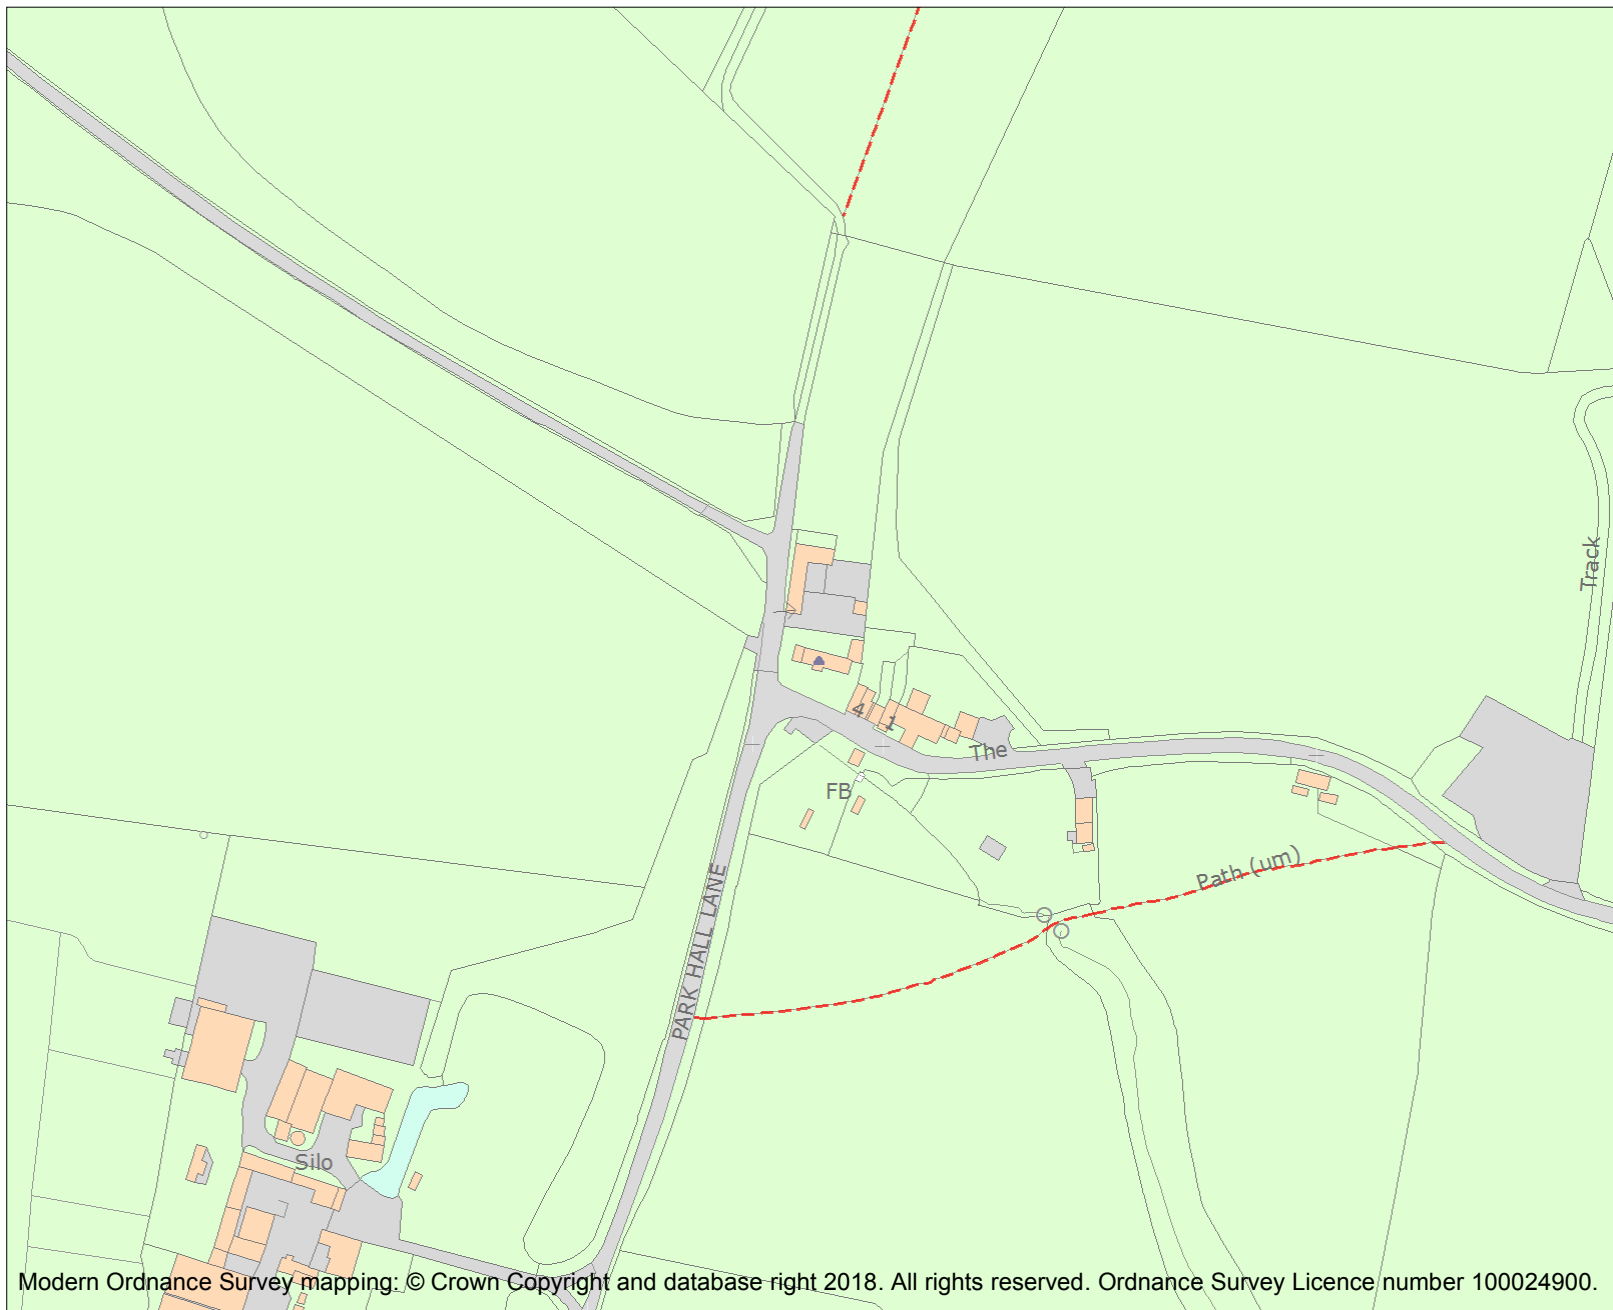 Track
4
1
The
FB
Path (um)
PARK HALL LANE
Silo
Modern Ordnance Survey mapping: © Crown Copyright and database right 2018. All rights reserved. Ordnance Survey Licence number 100024900.